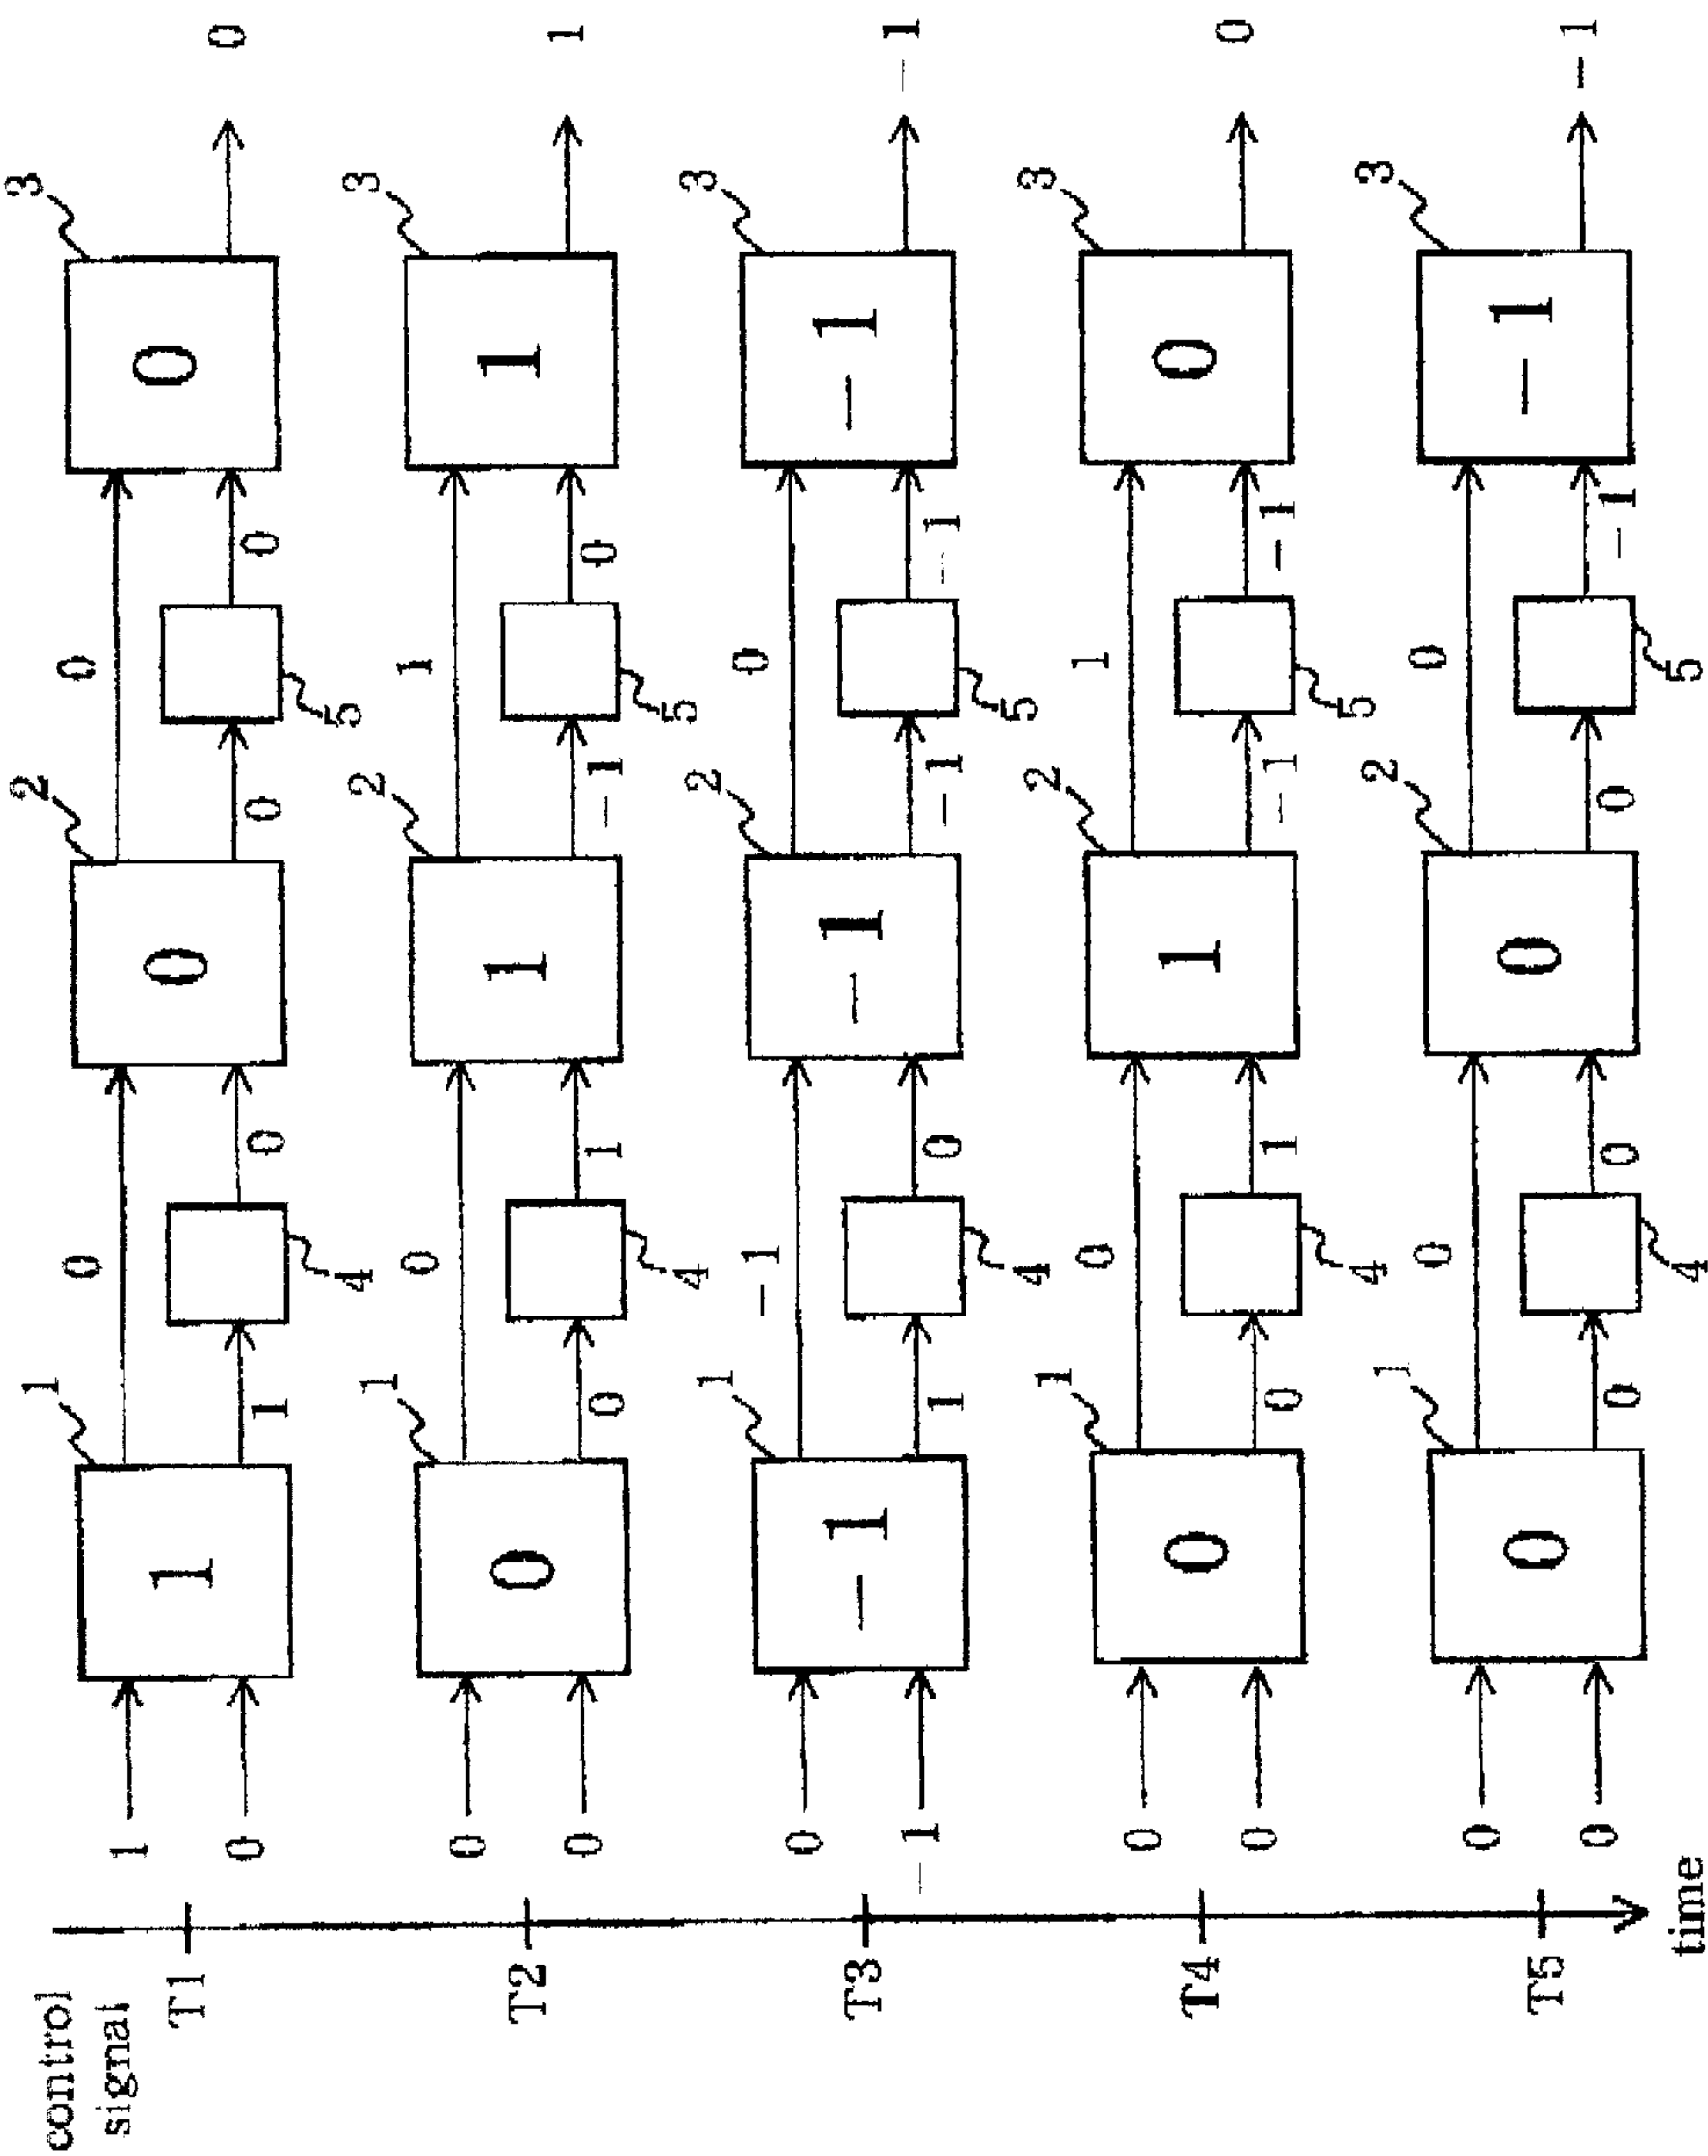 control
signal
1 2 3
0 0
1
T1 1 0 0
0 0
1 0 0 0
4 5
1 2 3
0 1
0
T2 0 1 1
0 1
0 1 −1 0
4 5
1 2 3
−1 0
0
T3 −1 −1 −1
−1 −1
1 0 −1 −1
4 5
1 2 3
0 1
0
T4 0 1 0
0 0
0 1 −1 −1
4 5
1 2 3
0 0
0
T5 0 0 −1
0 −1
0 0 0 −1
4 5
time